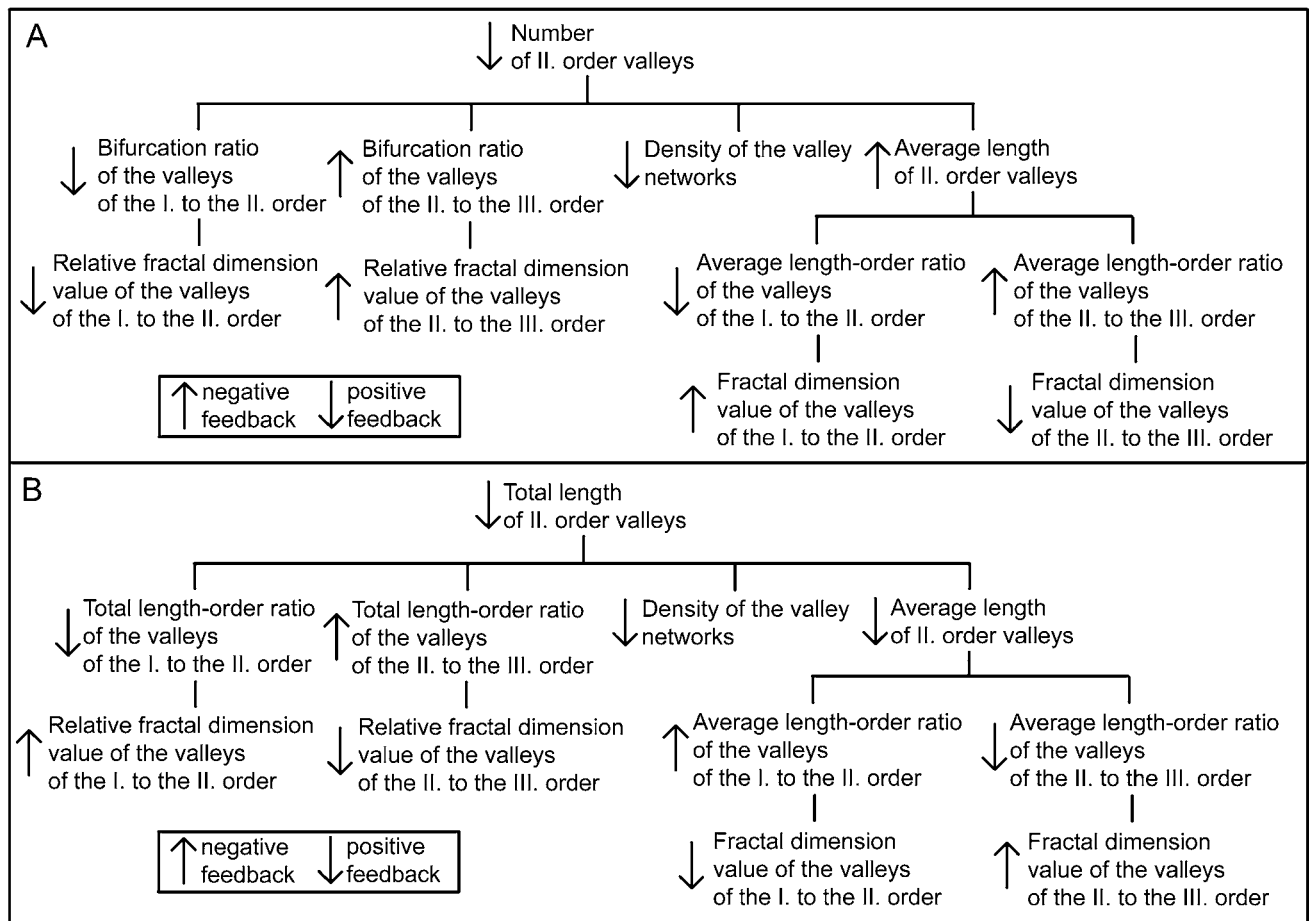 A
Number
of II. order valleys
Bifurcation ratio
of the valleys
of the I. to the II. order
Bifurcation ratio
of the valleys
of the II. to the III. order
Density of the valley
networks
Average length
of II. order valleys
Relative fractal dimension
value of the valleys
of the I. to the II. order
Relative fractal dimension
value of the valleys
of the II. to the III. order
Average length-order ratio
of the valleys
of the I. to the II. order
Average length-order ratio
of the valleys
of the II. to the III. order
Fractal dimension
value of the valleys
of the I. to the II. order
Fractal dimension
value of the valleys
of the II. to the III. order
negative
feedback
positive
feedback
B
Total length
of II. order valleys
Total length-order ratio
of the valleys
of the I. to the II. order
Total length-order ratio
of the valleys
of the II. to the III. order
Density of the valley
networks
Average length
of II. order valleys
Relative fractal dimension
value of the valleys
of the I. to the II. order
Relative fractal dimension
value of the valleys
of the II. to the III. order
Average length-order ratio
of the valleys
of the I. to the II. order
Average length-order ratio
of the valleys
of the II. to the III. order
Fractal dimension
value of the valleys
of the I. to the II. order
Fractal dimension
value of the valleys
of the II. to the III. order
negative
feedback
positive
feedback